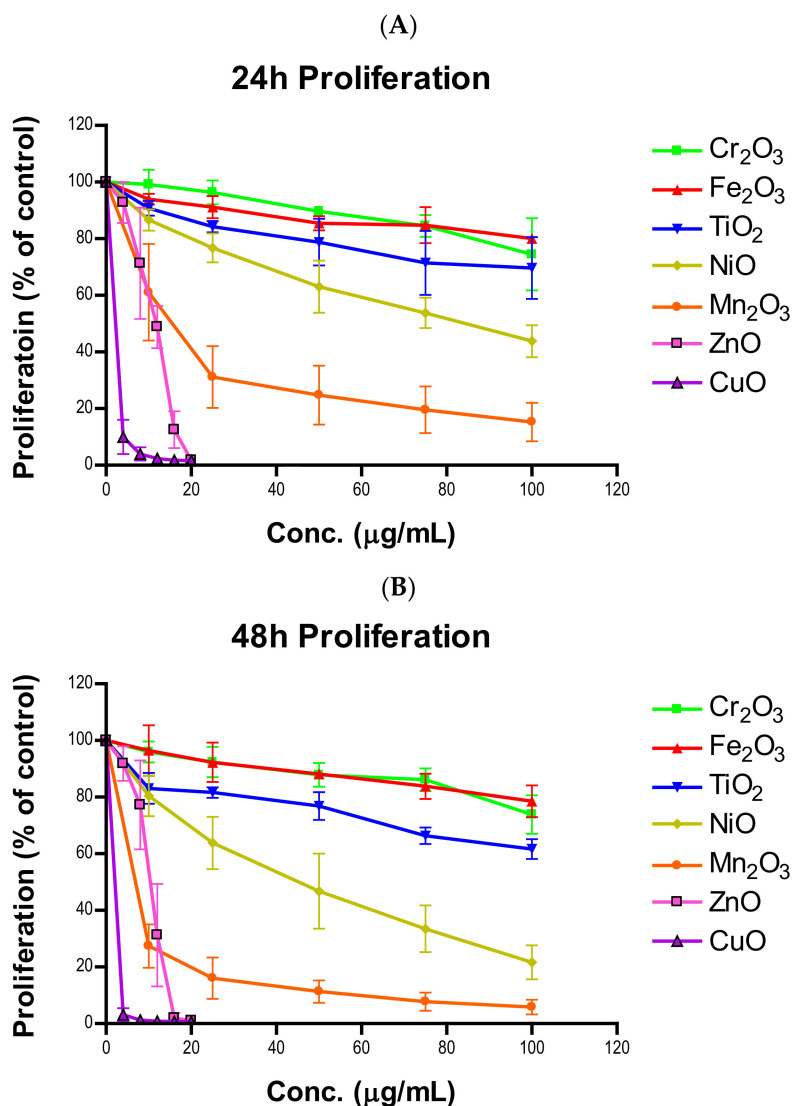 (A)
24h Proliferation
Proliferatoin (% of control)
120
100
80
60
40
20
0
0 20 40 60 80 100 120
Conc. (μg/mL)
Cr₂O₃
Fe₂O₃
TiO₂
NiO
Mn₂O₃
ZnO
CuO
(B)
48h Proliferation
Proliferation (% of control)
120
100
80
60
40
20
0
0 20 40 60 80 100 120
Conc. (μg/mL)
Cr₂O₃
Fe₂O₃
TiO₂
NiO
Mn₂O₃
ZnO
CuO